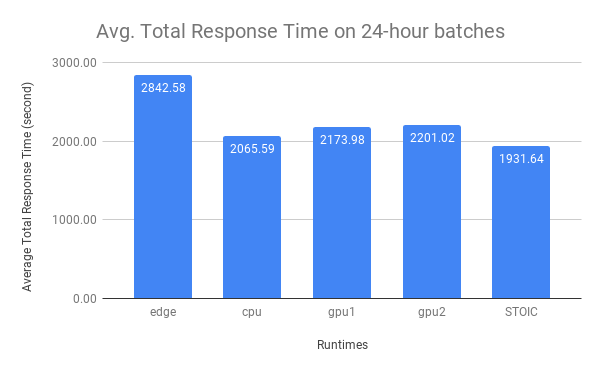 Avg. Total Response Time on 24-hour batches
Average Total Response Time (second)
3000.00
2000.00
1000.00
0.00
2842.58
2065.59
2173.98
2201.02
1931.64
edge
cpu
gpu1
gpu2
STOIC
Runtimes